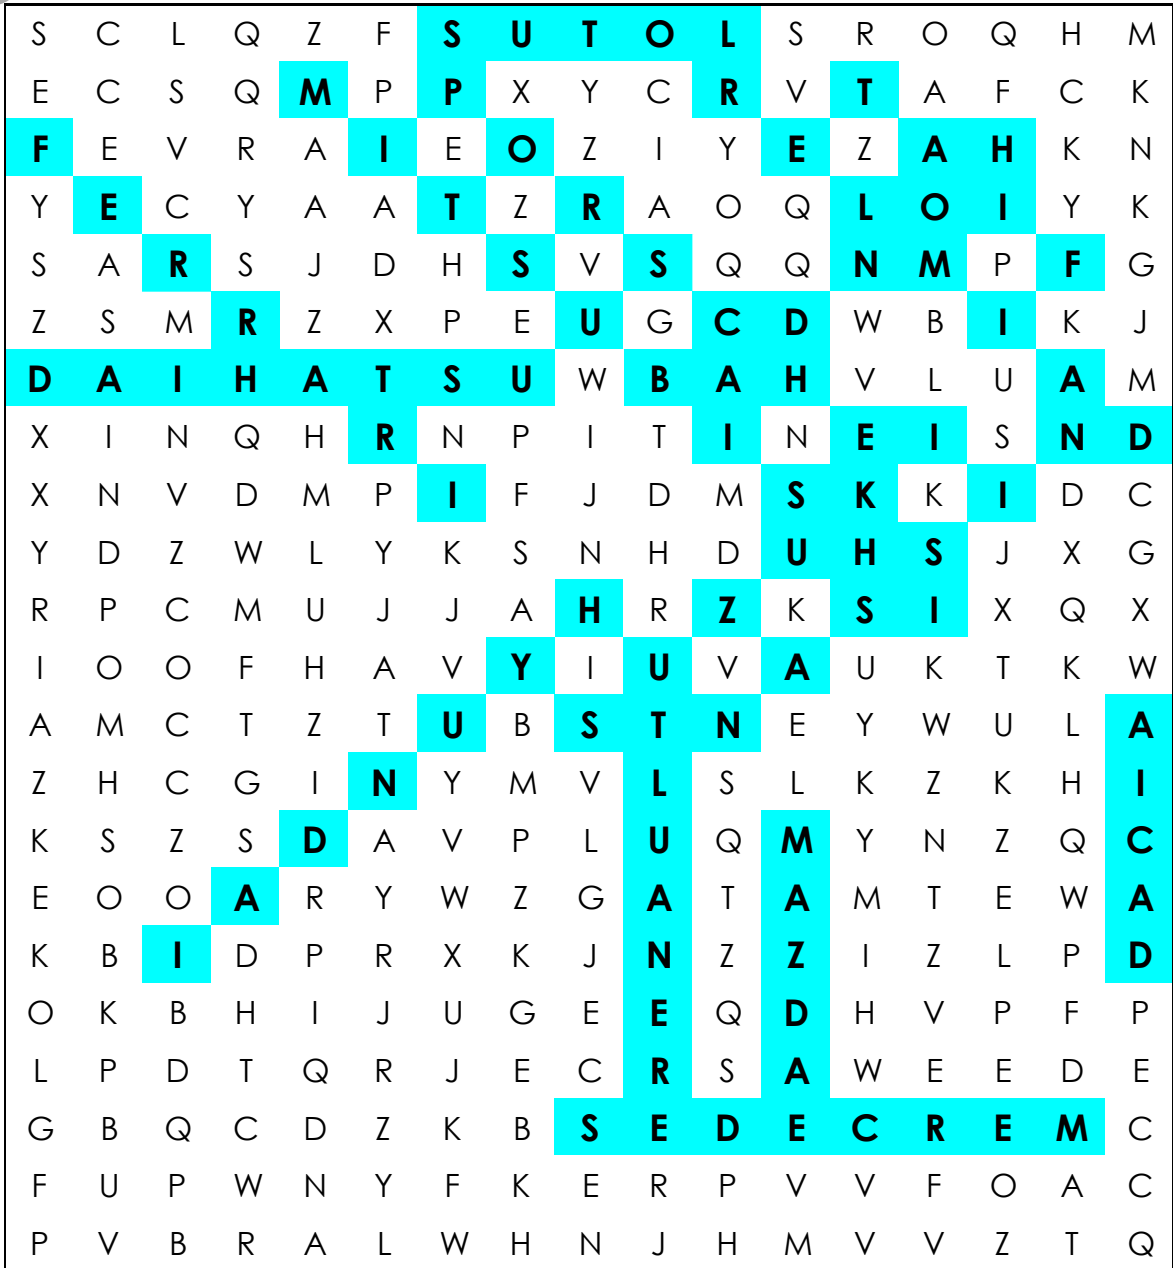 S C L Q Z F S U T O L S R O Q H M
E C S Q M P P X Y C R V T A F C K
F E V R A I E O Z I Y E Z A H K N
Y E C Y A A T Z R A O Q L O I Y K
S A R S J D H S V S Q Q N M P F G
Z S M R Z X P E U G C D W B I K J
D A I H A T S U W B A H V L U A M
X I N Q H R N P I T I N E I S N D
X N V D M P I F J D M S K K I D C
Y D Z W L Y K S N H D U H S J X G
R P C M U J J A H R Z K S I X Q X
I O O F H A V Y I U V A U K T K W
A M C T Z T U B S T N E Y W U L A
Z H C G I N Y M V L S L K Z K H I
K S Z S D A V P L U Q M Y N Z Q C
E O O A R Y W Z G A T A M T E W A
K B I D P R X K J N Z Z I Z L P D
O K B H I J U G E E Q D H V P F P
L P D T Q R J E C R S A W E E D E
G B Q C D Z K B S E D E C R E M C
F U P W N Y F K E R P V V F O A C
P V B R A L W H N J H M V V Z T Q